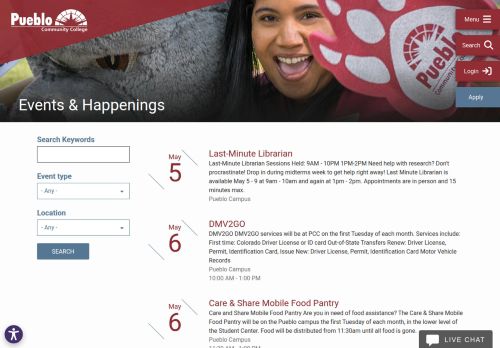 Pueblo
Community College
Menu
Search
Login
Apply
Pueblo
Events & Happenings
Search Keywords
Event type
- Any -
Location
- Any -
SEARCH
May
5
Last-Minute Librarian
Last-Minute Librarian Sessions Held: 9AM - 10PM 1PM-2PM Need help with research? Don't
procrastinate! Drop in during midterms week to get help right away! Last Minute Librarian is
available May 5 - 9 at 9am - 10am and again at 1pm - 2pm. Appointments are in person and 15
minutes max.
Pueblo Campus
May
6
DMV2GO
DMV2GO DMV2GO services will be at PCC on the first Tuesday of each month. Services include:
First time: Colorado Driver License or ID card Out-of-State Transfers Renew: Driver License,
Permit, Identification Card, Issue New: Driver License, Permit, Identification Card Motor Vehicle
Records
Pueblo Campus
10:00 AM - 1:00 PM
May
6
Care & Share Mobile Food Pantry
Care and Share Mobile Food Pantry Are you in need of food assistance? The Care & Share Mobile
Food Pantry will be on the Pueblo campus the first Tuesday of each month, in the lower level of
the Student Center. Food will be distributed from 11:30am until all food is gone.
Pueblo Campus
11:30 AM - 1:00 PM
LIVE CHAT